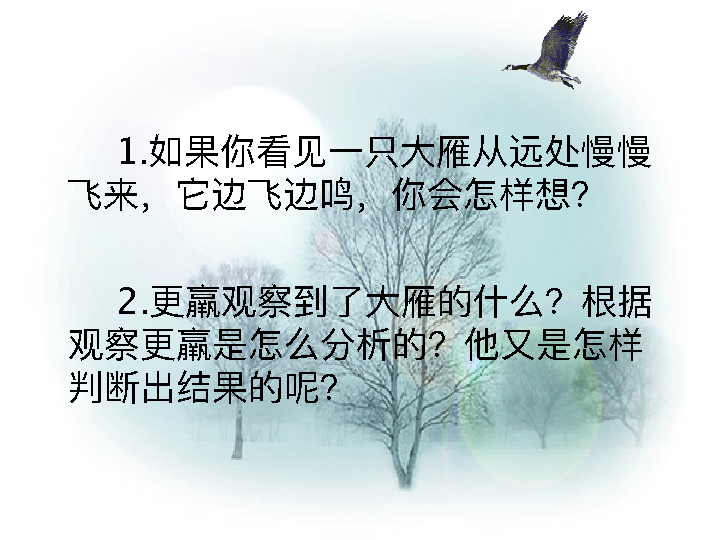 1.如果你看见一只大雁从远处慢慢
飞来，它边飞边鸣，你会怎样想？
2.更羸观察到了大雁的什么？根据
观察更羸是怎么分析的？他又是怎样
判断出结果的呢？